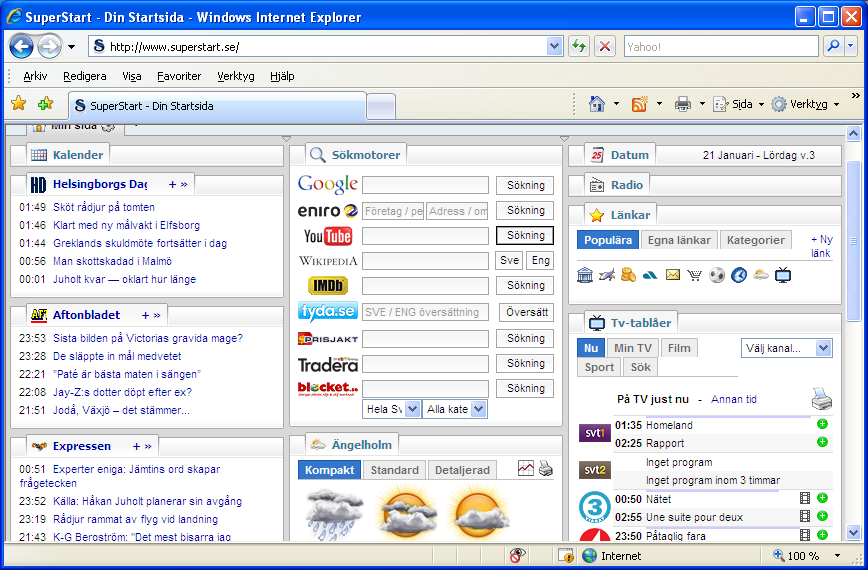 SuperStart - Din Startsida - Windows Internet Explorer
http://www.superstart.se/
Yahoo!
Arkiv Redigera Visa Favoriter Verktyg Hjälp
SuperStart - Din Startsida
Sida Verktyg
Min sida
Kalender
HD Helsingborgs Dag + »
01:49 Sköt rådjur på tomten
01:46 Klart med ny målvakt i Elfsborg
01:44 Greklands skuldmöte fortsätter i dag
00:56 Man skottskadad i Malmö
00:01 Juholt kvar — oklart hur länge
AF Aftonbladet + »
23:53 Sista bilden på Victorias gravida mage?
23:28 De släppte in mål medvetet
22:21 "Paté är bästa maten i sängen"
22:08 Jay-Z:s dotter döpt efter ex?
21:51 Jodå, Växjö – det stämmer...
Expressen + »
00:51 Experter eniga: Jämtins ord skapar
frågetecken
23:52 Källa: Håkan Juholt planerar sin avgång
23:19 Rådjur rammat av flyg vid landning
21:43 K-G Bergström: "Det mest bisarra jag
Sökmotorer
Google Sökning
eniro Företag / pe Adress / om Sökning
YouTube Sökning
WIKIPEDIA Sve Eng
IMDb Sökning
tyda.se SVE / ENG översättning Översätt
PRISJAKT Sökning
Tradera Sökning
blocket.. Sökning
Hela Sv Alla kate
Ängelholm
Kompakt Standard Detaljerad
25 Datum 21 Januari - Lördag v.3
Radio
Länkar
Populära Egna länkar Kategorier + Ny
länk
Tv-tablåer
Nu Min TV Film Välj kanal...
Sport Sök
På TV just nu - Annan tid
svt1 01:35 Homeland
02:25 Rapport
svt2 Inget program
Inget program inom 3 timmar
3 00:50 Nätet
02:55 Une suite pour deux
23:50 Påtaglig fara
Internet 100 %